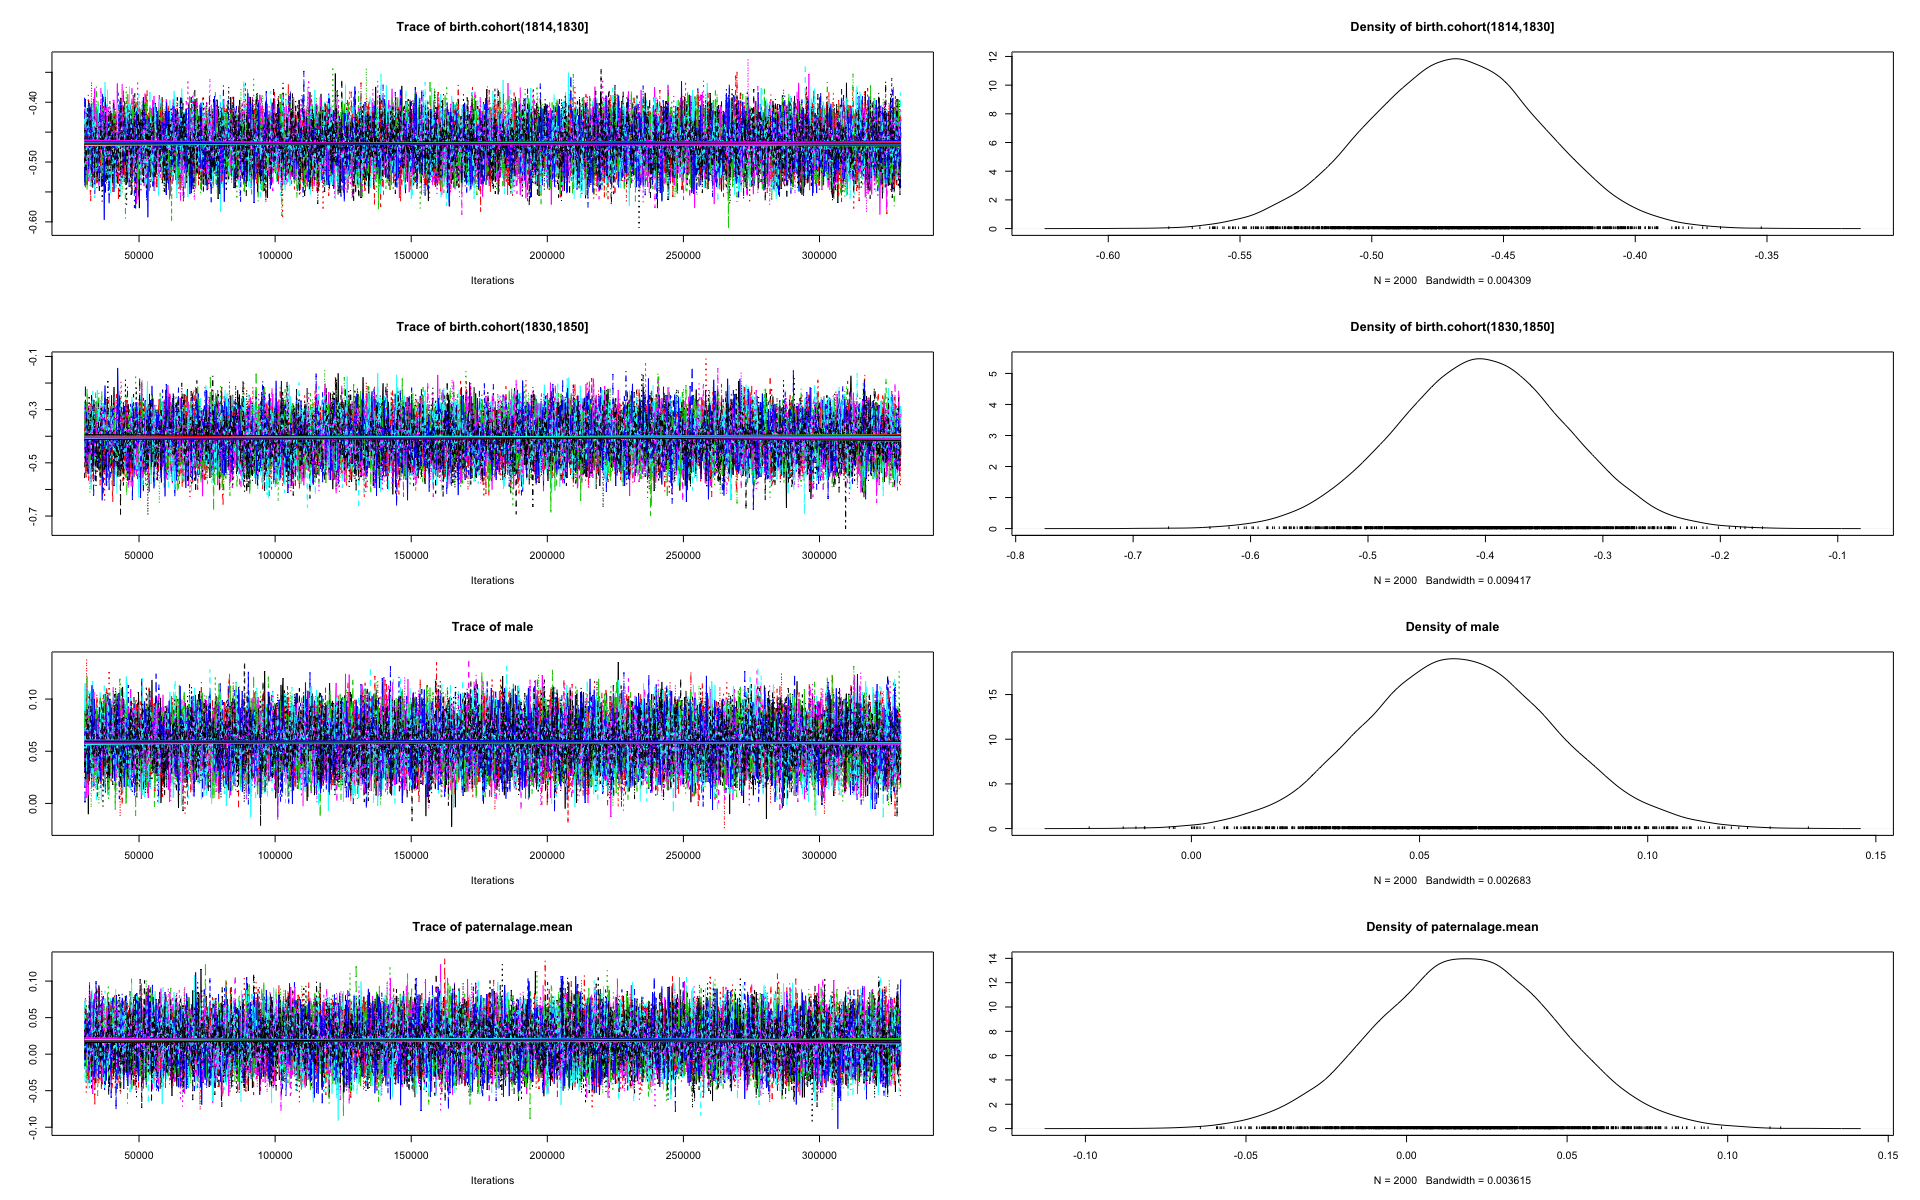 Trace of birth.cohort(1814,1830]
-0.40
-0.50
-0.60
50000 100000 150000 200000 250000 300000
Iterations
Density of birth.cohort(1814,1830]
12
10
8
6
4
2
0
-0.60 -0.55 -0.50 -0.45 -0.40 -0.35
N = 2000 Bandwidth = 0.004309
Trace of birth.cohort(1830,1850]
-0.1
-0.3
-0.5
-0.7
50000 100000 150000 200000 250000 300000
Iterations
Density of birth.cohort(1830,1850]
5
4
3
2
1
0
-0.8 -0.7 -0.6 -0.5 -0.4 -0.3 -0.2 -0.1
N = 2000 Bandwidth = 0.009417
Trace of male
0.10
0.05
0.00
50000 100000 150000 200000 250000 300000
Iterations
Density of male
15
10
5
0
0.00 0.05 0.10 0.15
N = 2000 Bandwidth = 0.002683
Trace of paternalage.mean
0.10
0.05
0.00
-0.05
-0.10
50000 100000 150000 200000 250000 300000
Iterations
Density of paternalage.mean
14
12
10
8
6
4
2
0
-0.10 -0.05 0.00 0.05 0.10 0.15
N = 2000 Bandwidth = 0.003615